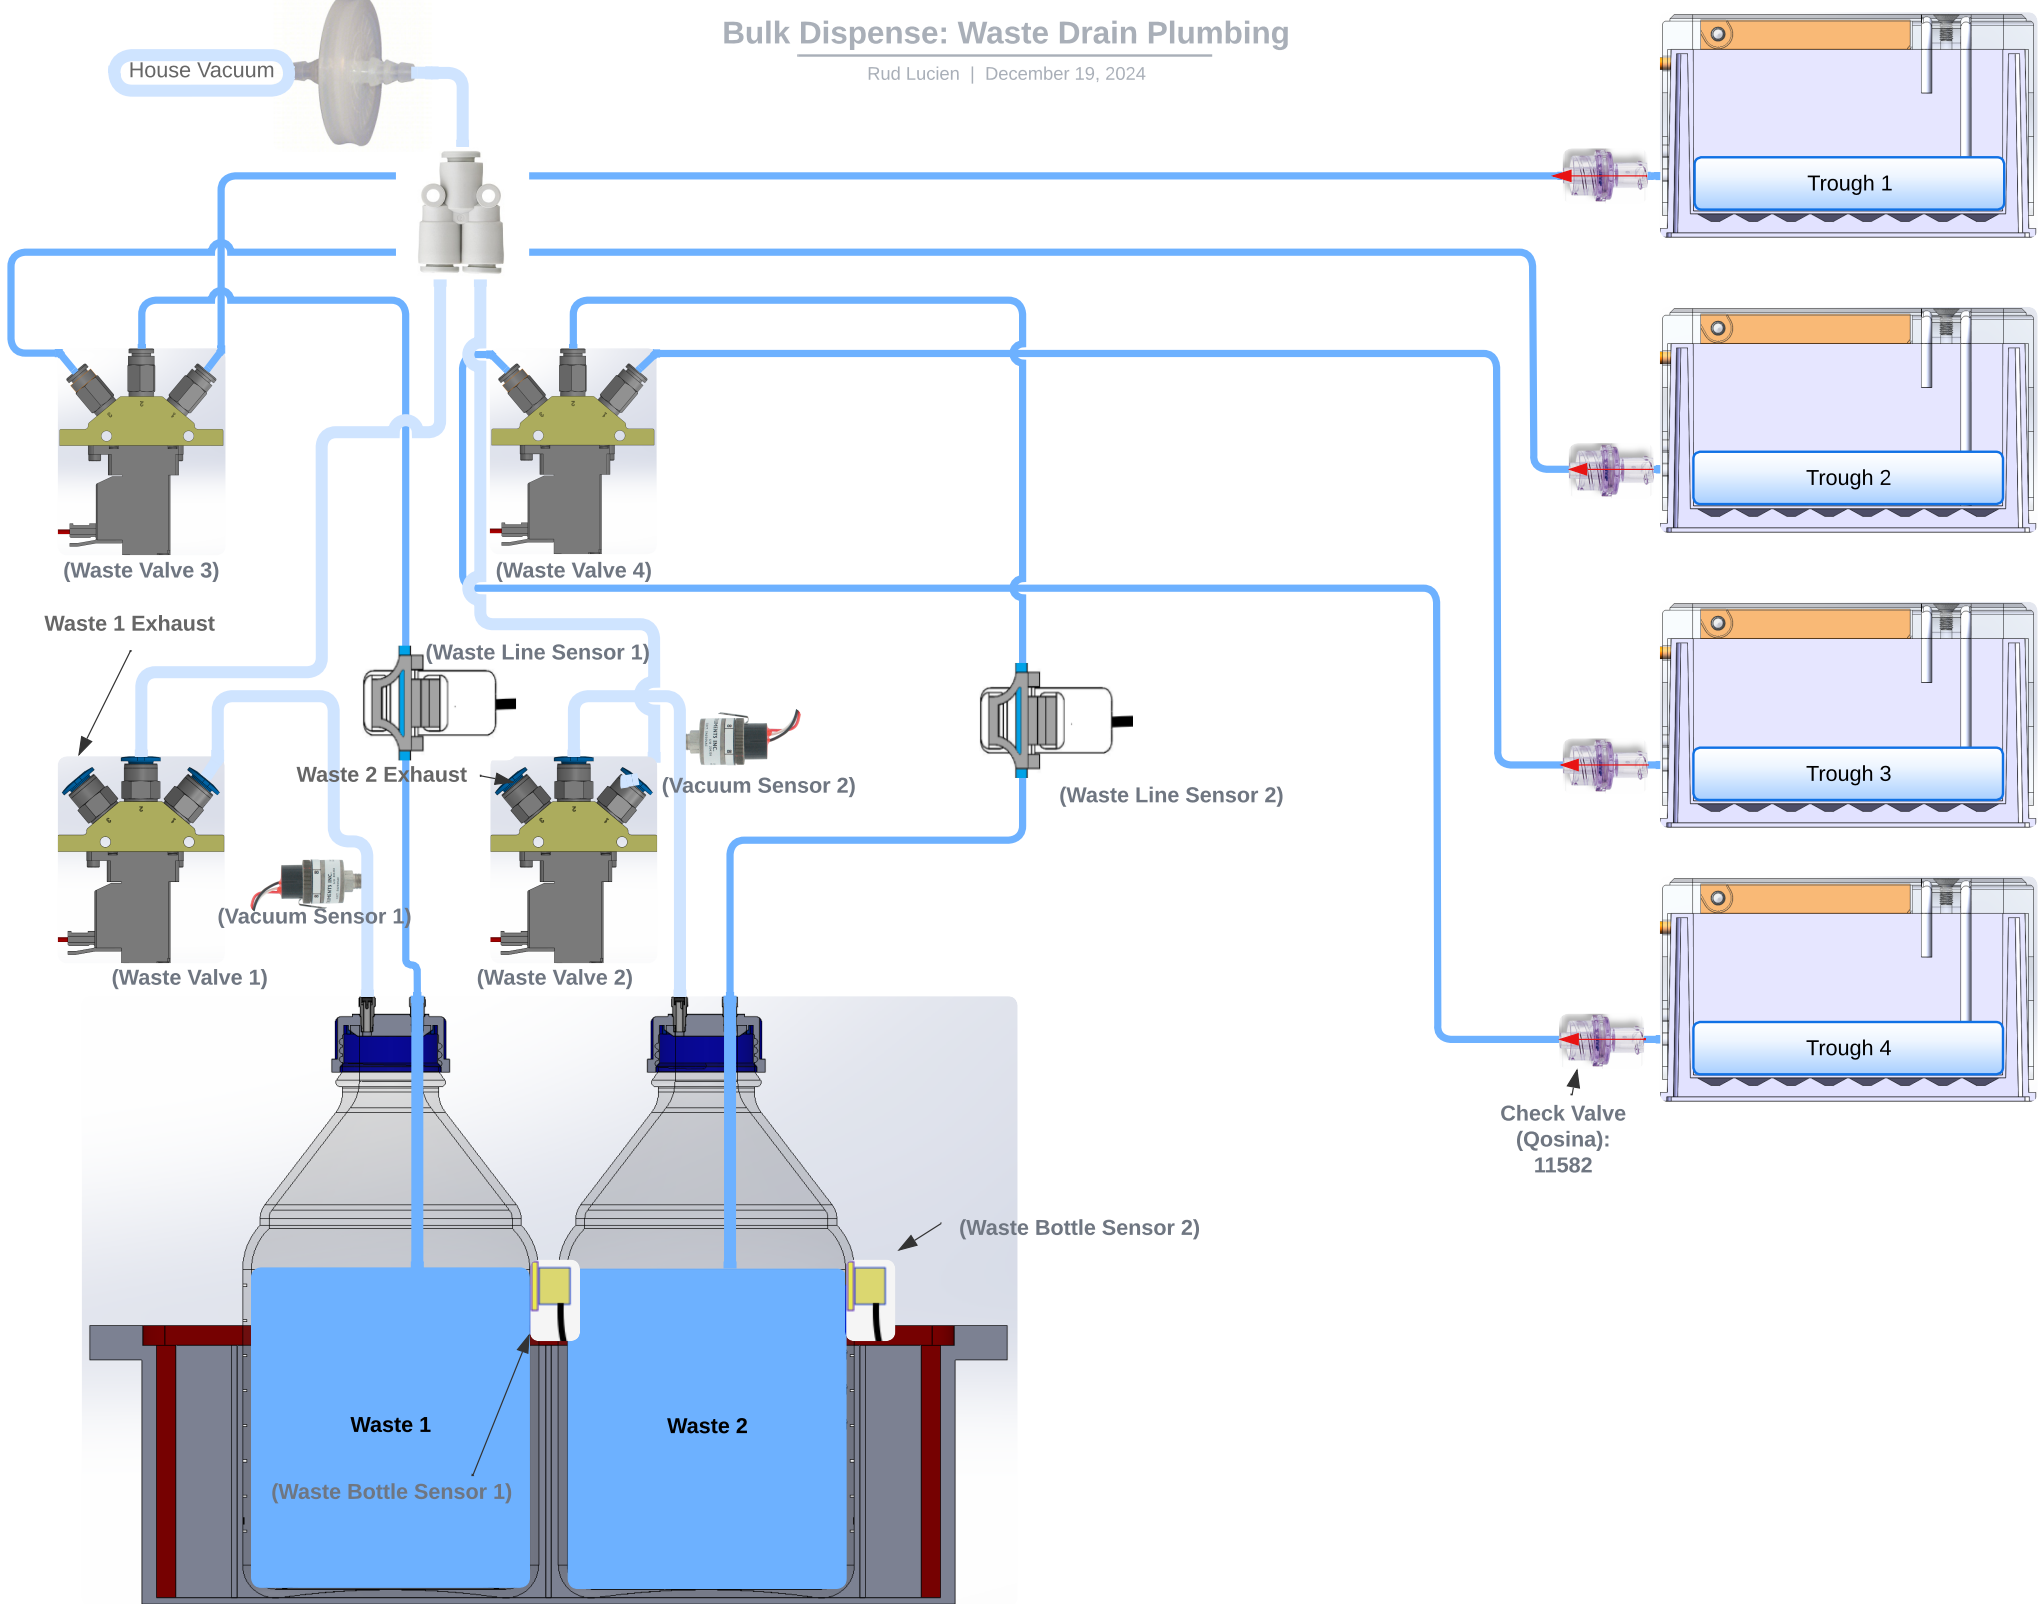 Bulk Dispense: Waste Drain Plumbing
Rud Lucien | December 19, 2024
House Vacuum
Trough 1
Trough 2
Trough 3
Trough 4
(Waste Valve 3)
(Waste Valve 4)
Waste 1 Exhaust
(Waste Line Sensor 1)
Waste 2 Exhaust
(Vacuum Sensor 2)
(Waste Line Sensor 2)
(Vacuum Sensor 1)
(Waste Valve 1)
(Waste Valve 2)
Check Valve
(Qosina):
11582
(Waste Bottle Sensor 2)
Waste 1
Waste 2
(Waste Bottle Sensor 1)